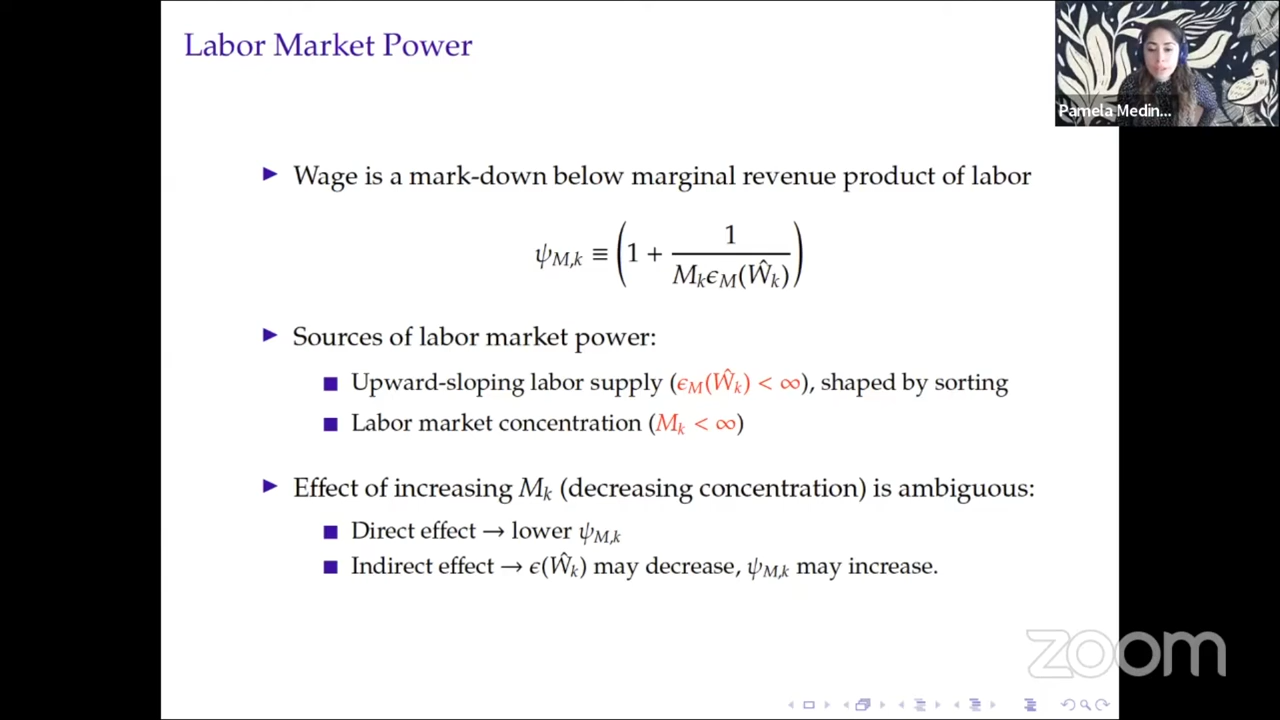 Labor Market Power
Pamela Medin...
▶ Wage is a mark-down below marginal revenue product of labor
ψ_{M,k} ≡ (1 + 1 / (M_k ϵ_M(Ŵ_k)))
▶ Sources of labor market power:
■ Upward-sloping labor supply (ϵ_M(Ŵ_k) < ∞), shaped by sorting
■ Labor market concentration (M_k < ∞)
▶ Effect of increasing M_k (decreasing concentration) is ambiguous:
■ Direct effect → lower ψ_{M,k}
■ Indirect effect → ϵ(Ŵ_k) may decrease, ψ_{M,k} may increase.
zoom